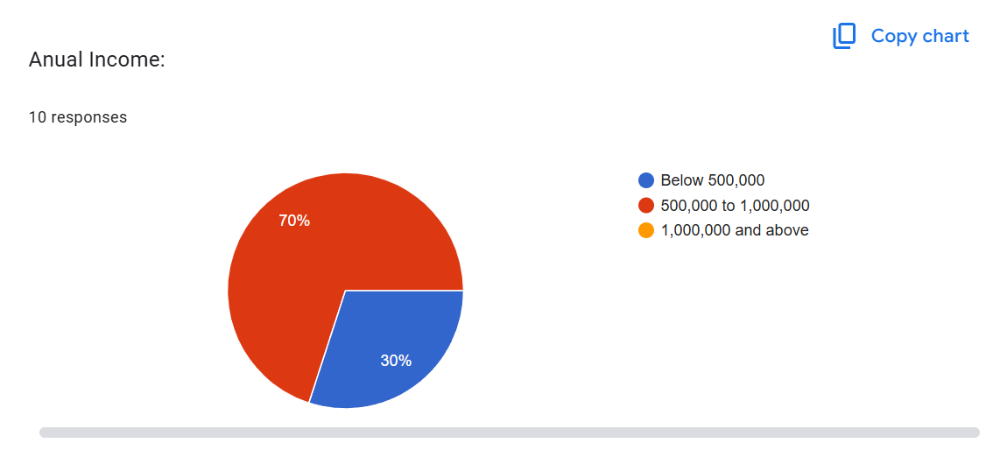 Copy chart
Anual Income:
10 responses
Below 500,000
500,000 to 1,000,000
1,000,000 and above
70%
30%